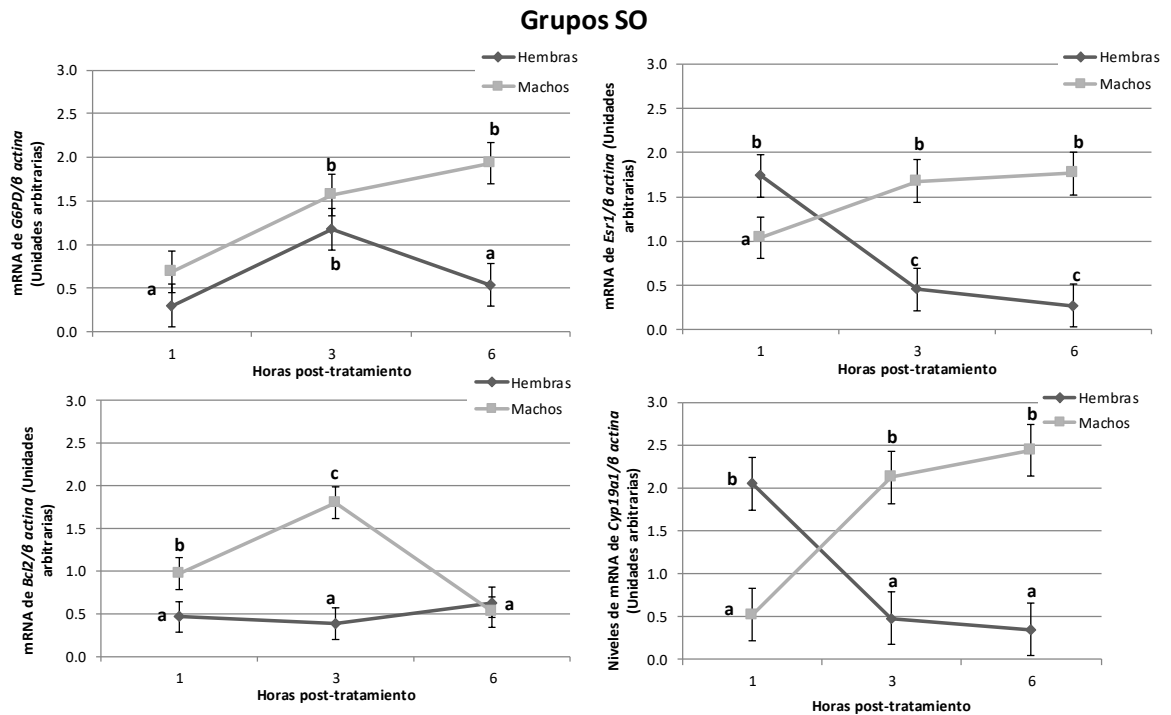 Grupos SO
Hembras
Machos
mRNA de G6PD/β actina
(Unidades arbitrarias)
3.0
2.5
2.0
1.5
1.0
0.5
0.0
a
b
b
b
a
1
3
6
Horas post-tratamiento
Hembras
Machos
mRNA de Esr1/β actina (Unidades
arbitrarias)
3.0
2.5
2.0
1.5
1.0
0.5
0.0
b
a
b
c
b
c
1
3
6
Horas post-tratamiento
Hembras
Machos
mRNA de Bcl2/β actina (Unidades
arbitrarias)
3.0
2.5
2.0
1.5
1.0
0.5
0.0
b
a
c
a
a
1
3
6
Horas post-tratamiento
Hembras
Machos
Niveles de mRNA de Cyp19a1/β actina
(Unidades arbitrarias)
3.0
2.5
2.0
1.5
1.0
0.5
0.0
b
a
b
a
b
a
1
3
6
Horas post-tratamiento